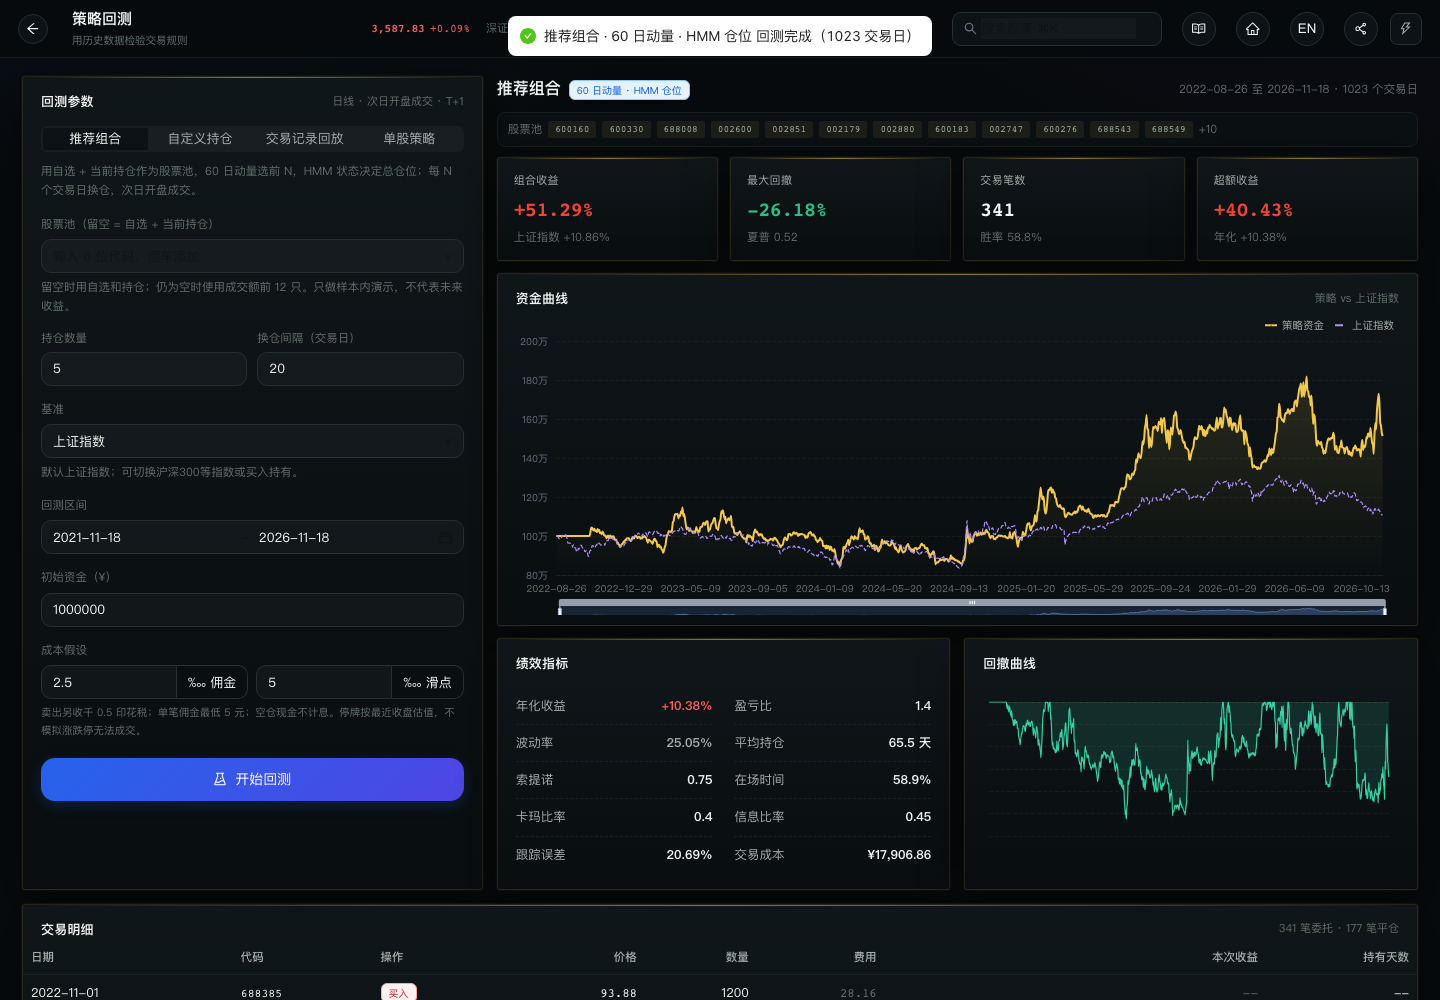 策略回测
用历史数据检验交易规则
3,587.83 +0.09%
深证
推荐组合 · 60 日动量 · HMM 仓位 回测完成（1023 交易日）
EN
回测参数
日线 · 次日开盘成交 · T+1
推荐组合
自定义持仓
交易记录回放
单股策略
用自选 + 当前持仓作为股票池，60 日动量选前 N，HMM 状态决定总仓位；每 N
个交易日换仓，次日开盘成交。
股票池（留空 = 自选 + 当前持仓）
留空时用自选和持仓；仍为空时使用成交额前 12 只。只做样本内演示，不代表未来
收益。
持仓数量
换仓间隔（交易日）
5
20
基准
上证指数
默认上证指数；可切换沪深300等指数或买入持有。
回测区间
2021-11-18
2026-11-18
初始资金（¥）
1000000
成本假设
2.5
‱ 佣金
5
‱ 滑点
卖出另收千 0.5 印花税；单笔佣金最低 5 元；空仓现金不计息。停牌按最近收盘估值，不
模拟涨跌停无法成交。
开始回测
推荐组合
60 日动量 · HMM 仓位
2022-08-26 至 2026-11-18 · 1023 个交易日
股票池
600160
600330
688008
002600
002851
002179
002880
600183
002747
600276
688543
688549
+10
组合收益
+51.29%
上证指数 +10.86%
最大回撤
-26.18%
夏普 0.52
交易笔数
341
胜率 58.8%
超额收益
+40.43%
年化 +10.38%
资金曲线
策略 vs 上证指数
策略资金
上证指数
200万
180万
160万
140万
120万
100万
80万
2022-08-26
2022-12-29
2023-05-09
2023-09-05
2024-01-09
2024-05-20
2024-09-13
2025-01-20
2025-05-28
2025-09-24
2026-01-29
2026-06-09
2026-10-13
绩效指标
年化收益
+10.38%
盈亏比
1.4
波动率
25.05%
平均持仓
65.5 天
索提诺
0.75
在场时间
58.9%
卡玛比率
0.4
信息比率
0.45
跟踪误差
20.69%
交易成本
¥17,906.86
回撤曲线
交易明细
341 笔委托 · 177 笔平仓
日期
代码
操作
价格
数量
费用
本次收益
持有天数
2022-11-01
688385
买入
93.88
1200
28.16
--
--